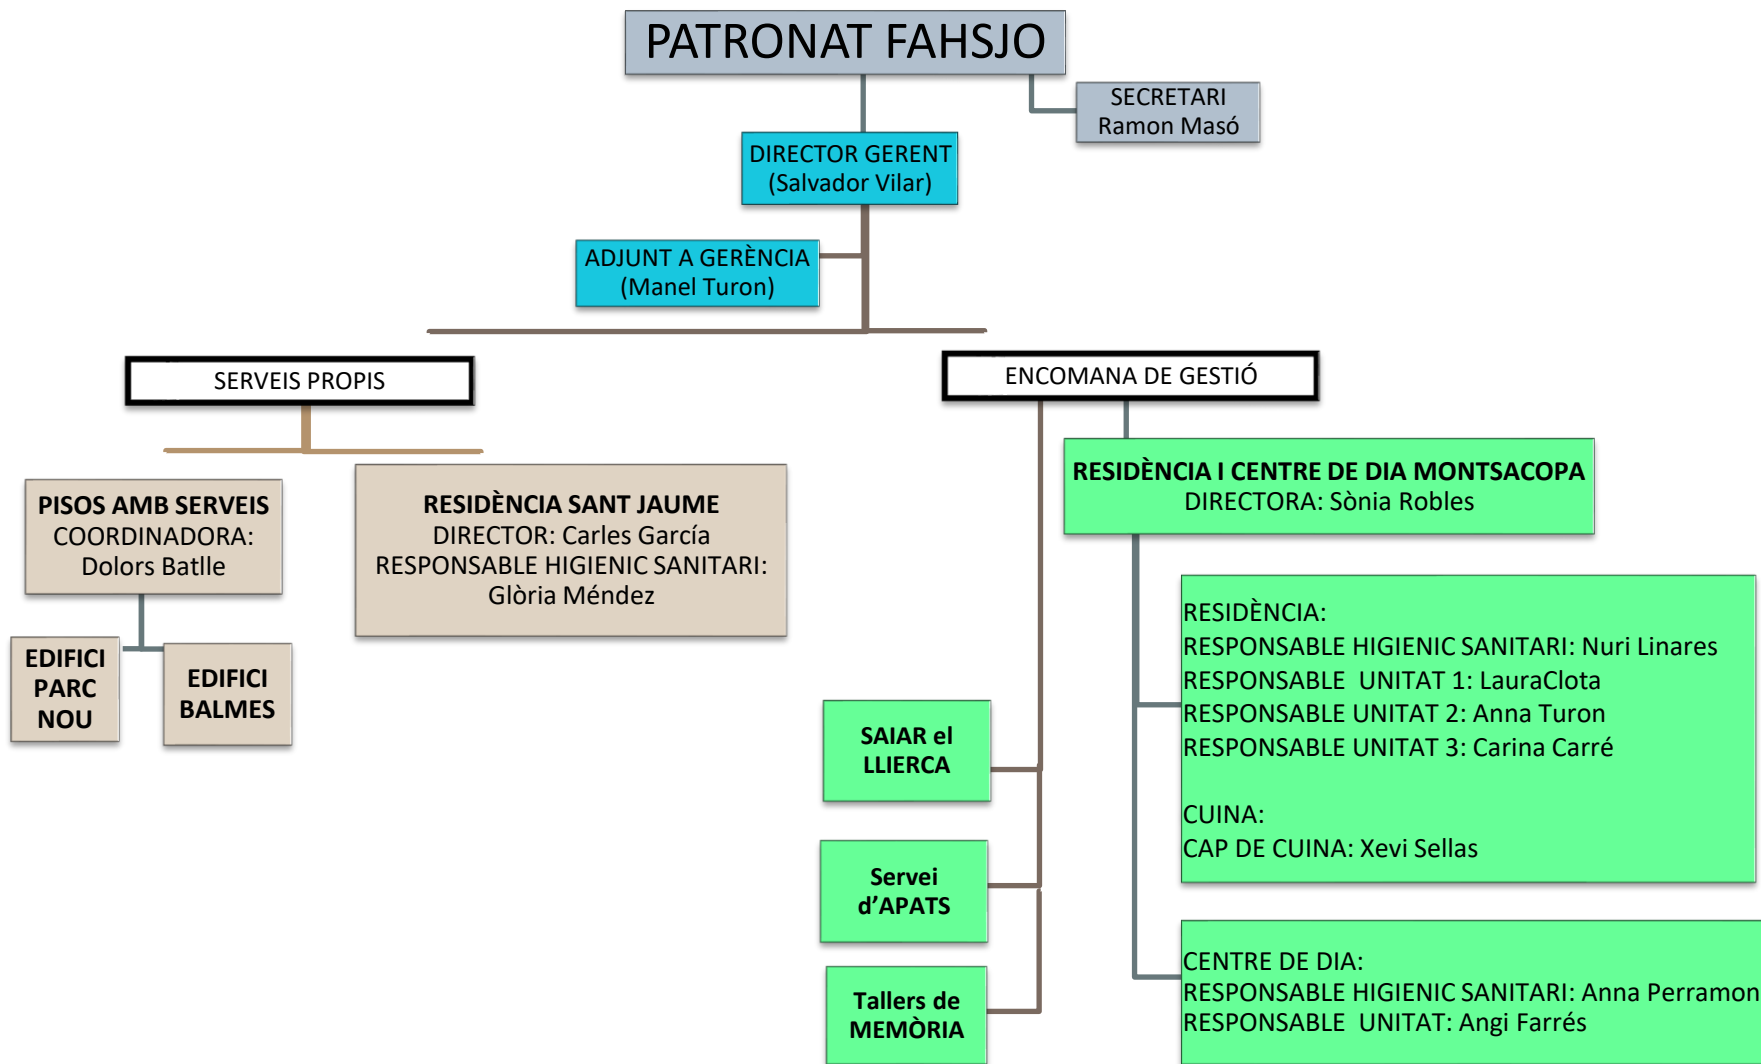 PATRONAT FAHSJO
SECRETARI
Ramon Masó
DIRECTOR GERENT
(Salvador Vilar)
ADJUNT A GERÈNCIA
(Manel Turon)
SERVEIS PROPIS
ENCOMANA DE GESTIÓ
PISOS AMB SERVEIS
COORDINADORA:
Dolors Batlle
EDIFICI
PARC
NOU
EDIFICI
BALMES
RESIDÈNCIA SANT JAUME
DIRECTOR: Carles García
RESPONSABLE HIGIENIC SANITARI:
Glòria Méndez
RESIDÈNCIA I CENTRE DE DIA MONTSACOPA
DIRECTORA: Sònia Robles
RESIDÈNCIA:
RESPONSABLE HIGIENIC SANITARI: Nuri Linares
RESPONSABLE  UNITAT 1: LauraClota
RESPONSABLE UNITAT 2: Anna Turon
RESPONSABLE UNITAT 3: Carina Carré
CUINA:
CAP DE CUINA: Xevi Sellas
SAIAR el
LLIERCA
Servei
d’APATS
Tallers de
MEMÒRIA
CENTRE DE DIA:
RESPONSABLE HIGIENIC SANITARI: Anna Perramon
RESPONSABLE  UNITAT: Angi Farrés